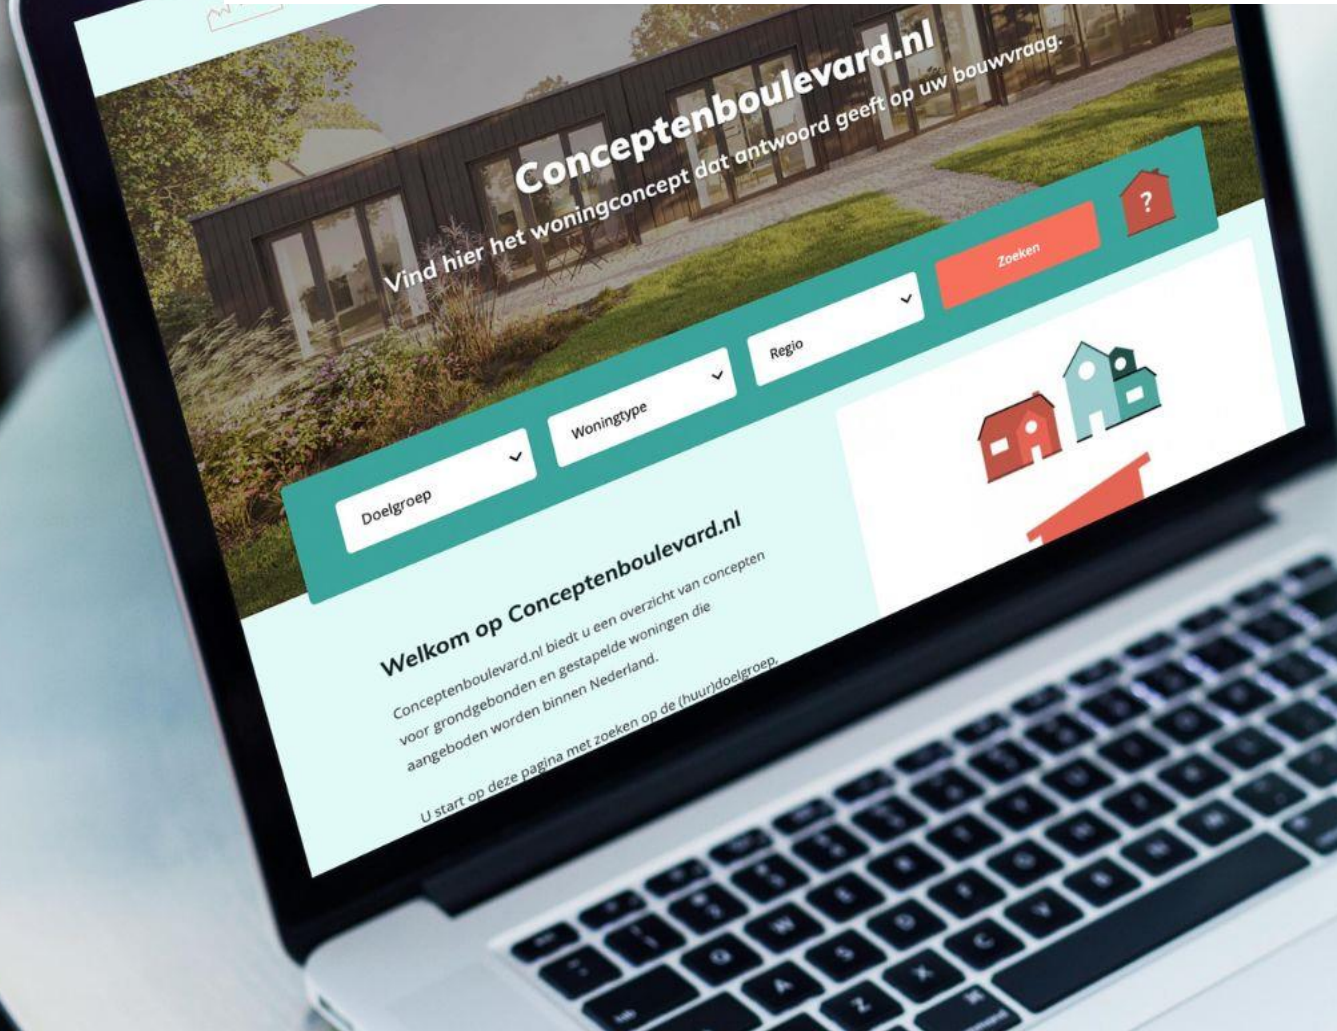 Conceptenboulevard.nl
Vind hier het woningconcept dat antwoord geeft op uw bouwvraag.
Doelgroep
Woningtype
Regio
Zoeken
?
Welkom op Conceptenboulevard.nl
Conceptenboulevard.nl biedt u een overzicht van concepten
voor grondgebonden en gestapelde woningen die
aangeboden worden binnen Nederland.
U start op deze pagina met zoeken op de (huur)doelgroep,